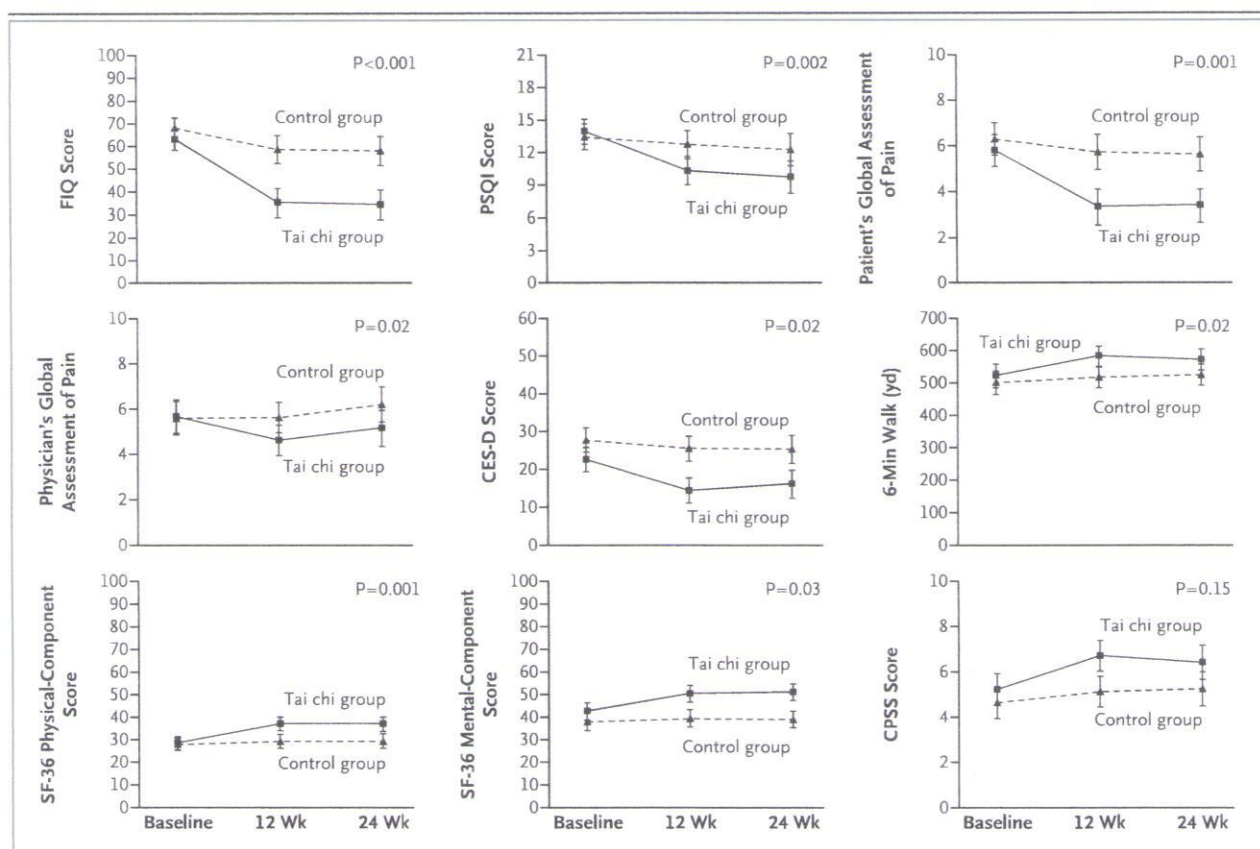 FIQ Score
100
90
80
70
60
50
40
30
20
10
0
P<0.001
Control group
Tai chi group
PSQI Score
21
18
15
12
9
6
3
0
P=0.002
Control group
Tai chi group
Patient's Global Assessment
of Pain
10
8
6
4
2
0
P=0.001
Control group
Tai chi group
Physician's Global
Assessment of Pain
10
8
6
4
2
0
P=0.02
Control group
Tai chi group
CES-D Score
60
50
40
30
20
10
0
P=0.02
Control group
Tai chi group
6-Min Walk (yd)
700
600
500
400
300
200
100
0
P=0.02
Tai chi group
Control group
SF-36 Physical-Component
Score
100
90
80
70
60
50
40
30
20
10
0
P=0.001
Tai chi group
Control group
Baseline 12 Wk 24 Wk
SF-36 Mental-Component
Score
100
90
80
70
60
50
40
30
20
10
0
P=0.03
Tai chi group
Control group
Baseline 12 Wk 24 Wk
CPSS Score
10
8
6
4
2
0
P=0.15
Tai chi group
Control group
Baseline 12 Wk 24 Wk